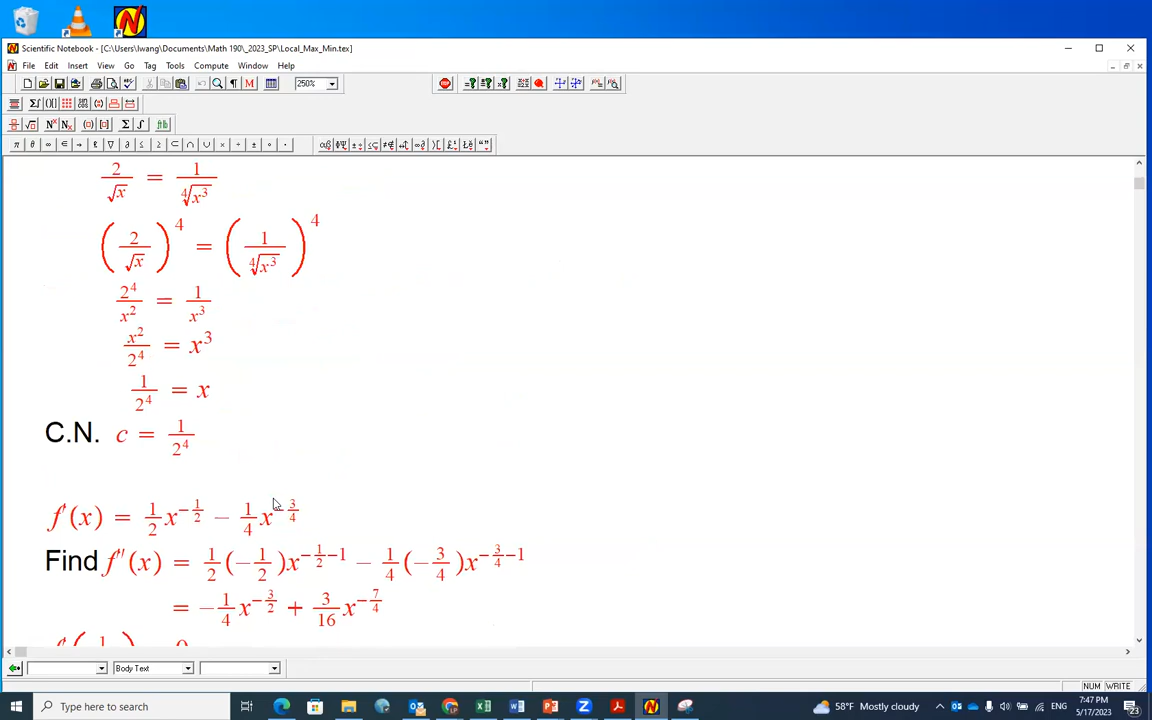 Scientific Notebook - [C:\Users\lwang\Documents\Math 190\_2023_SP\Local_Max_Min.tex]
File Edit Insert View Go Tag Tools Compute Window Help
250%
2/√x = 1/∜x³
(2/√x)⁴ = (1/∜x³)⁴
2⁴/x² = 1/x³
x²/2⁴ = x³
1/2⁴ = x
C.N. c = 1/2⁴
f'(x) = 1/2 x^(-1/2) − 1/4 x^(-3/4)
Find f''(x) = 1/2(−1/2)x^(-1/2-1) − 1/4(−3/4)x^(-3/4-1)
= −1/4 x^(-3/2) + 3/16 x^(-7/4)
Body Text
NUM WRITE
Type here to search
58°F Mostly cloudy
ENG
7:47 PM
5/17/2023
23